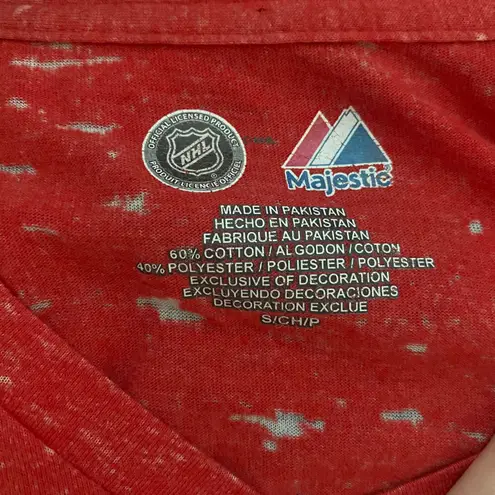 OFFICIAL LICENSED PRODUCT
NHL
PRODUIT LICENCIÉ OFFICIEL
Majestic
MADE IN PAKISTAN
HECHO EN PAKISTAN
FABRIQUE AU PAKISTAN
60% COTTON / ALGODON / COTON
40% POLYESTER / POLIESTER / POLYESTER
EXCLUSIVE OF DECORATION
EXCLUYENDO DECORACIONES
DECORATION EXCLUE
S/CH/P